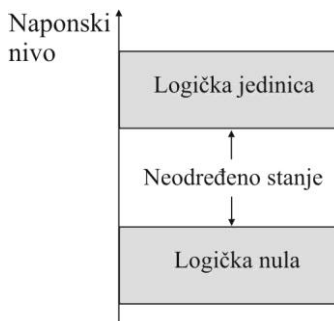 Naponski
nivo
Logička jedinica
Neodređeno stanje
Logička nula